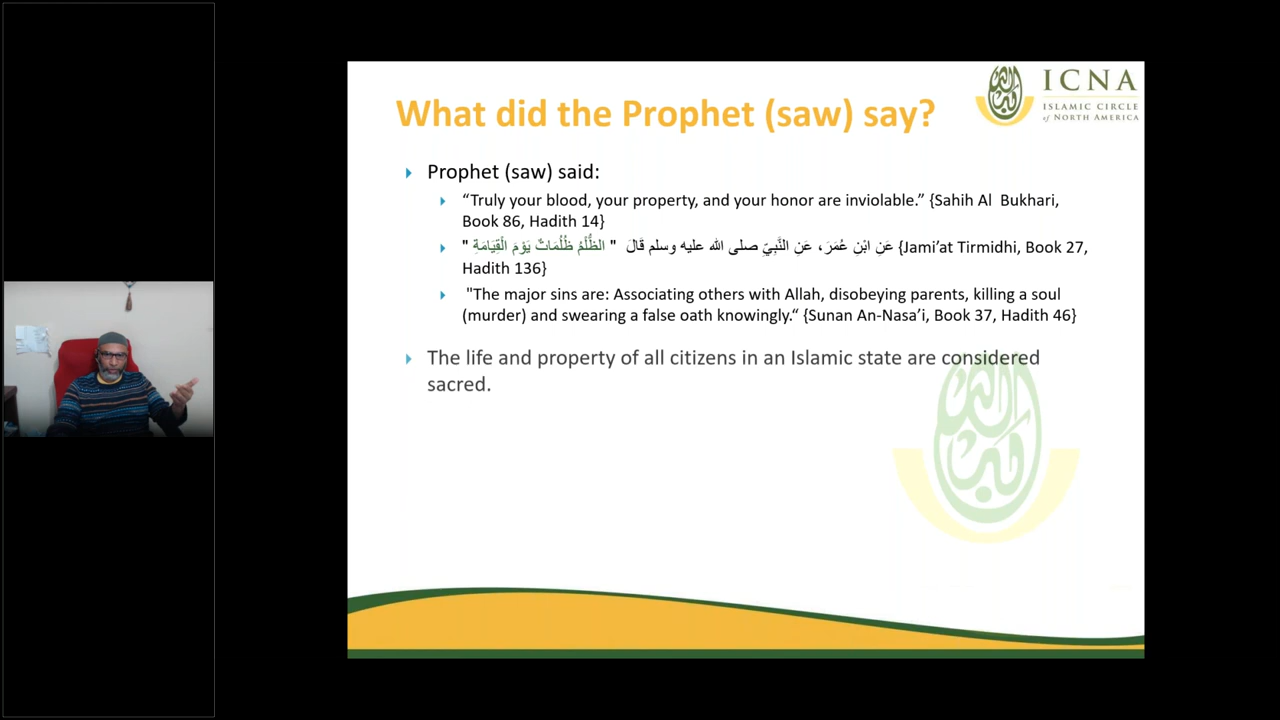 What did the Prophet (saw) say?
ICNA
ISLAMIC CIRCLE
of NORTH AMERICA
Prophet (saw) said:
“Truly your blood, your property, and your honor are inviolable.” {Sahih Al Bukhari,
Book 86, Hadith 14}
عَنِ ابْنِ عُمَرَ، عَنِ النَّبِيِّ صلى الله عليه وسلم قَالَ " الظُّلْمُ ظُلُمَاتٌ يَوْمَ الْقِيَامَةِ " {Jami’at Tirmidhi, Book 27,
Hadith 136}
"The major sins are: Associating others with Allah, disobeying parents, killing a soul
(murder) and swearing a false oath knowingly.“ {Sunan An-Nasa’i, Book 37, Hadith 46}
The life and property of all citizens in an Islamic state are considered
sacred.